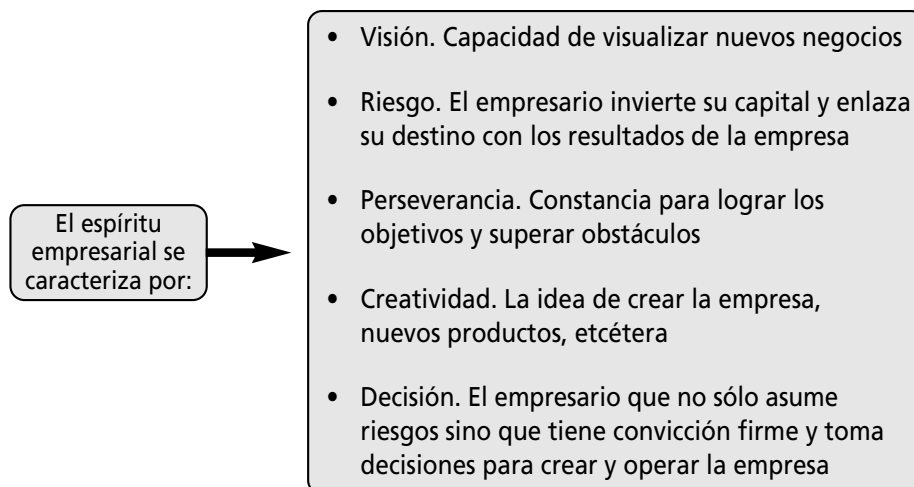 El espíritu
empresarial se
caracteriza por:
• Visión. Capacidad de visualizar nuevos negocios
• Riesgo. El empresario invierte su capital y enlaza
su destino con los resultados de la empresa
• Perseverancia. Constancia para lograr los
objetivos y superar obstáculos
• Creatividad. La idea de crear la empresa,
nuevos productos, etcétera
• Decisión. El empresario que no sólo asume
riesgos sino que tiene convicción firme y toma
decisiones para crear y operar la empresa